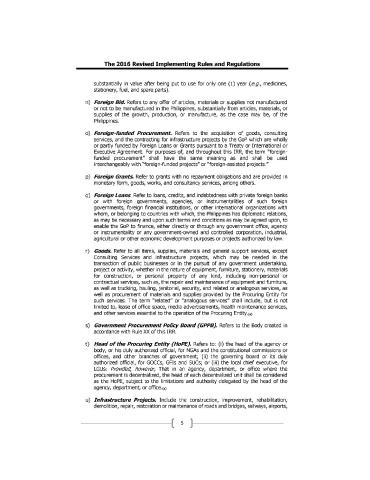 The 2016 Revised Implementing Rules and Regulations
substantially in value after being put to use for only one (1) year (e.g., medicines,
stationery, fuel, and spare parts).
n) Foreign Bid. Refers to any offer of articles, materials or supplies not manufactured
or not to be manufactured in the Philippines, substantially from articles, materials, or
supplies of the growth, production, or manufacture, as the case may be, of the
Philippines.
o) Foreign-funded Procurement. Refers to the acquisition of goods, consulting
services, and the contracting for infrastructure projects by the GoP which are wholly
or partly funded by Foreign Loans or Grants pursuant to a Treaty or International or
Executive Agreement. For purposes of, and throughout this IRR, the term "foreign-
funded procurement" shall have the same meaning as and shall be used
interchangeably with "foreign-funded projects" or "foreign-assisted projects."
p) Foreign Grants. Refer to grants with no repayment obligations and are provided in
monetary form, goods, works, and consultancy services, among others.
q) Foreign Loans. Refer to loans, credits, and indebtedness with private foreign banks
or with foreign governments, agencies, or instrumentalities of such foreign
governments, foreign financial institutions, or other international organizations with
whom, or belonging to countries with which, the Philippines has diplomatic relations,
as may be necessary and upon such terms and conditions as may be agreed upon, to
enable the GoP to finance, either directly or through any government office, agency
or instrumentality or any government-owned and controlled corporation, industrial,
agricultural or other economic development purposes or projects authorized by law.
r) Goods. Refer to all items, supplies, materials and general support services, except
Consulting Services and infrastructure projects, which may be needed in the
transaction of public businesses or in the pursuit of any government undertaking,
project or activity, whether in the nature of equipment, furniture, stationery, materials
for construction, or personal property of any kind, including non-personal or
contractual services, such as, the repair and maintenance of equipment and furniture,
as well as trucking, hauling, janitorial, security, and related or analogous services, as
well as procurement of materials and supplies provided by the Procuring Entity for
such services. The term "related" or "analogous services" shall include, but is not
limited to, lease of office space, media advertisements, health maintenance services,
and other services essential to the operation of the Procuring Entity.
s) Government Procurement Policy Board (GPPB). Refers to the Body created in
accordance with Rule XX of this IRR.
t) Head of the Procuring Entity (HoPE). Refers to: (i) the head of the agency or
body, or his duly authorized official, for NGAs and the constitutional commissions or
offices, and other branches of government; (ii) the governing board or its duly
authorized official, for GOCCs, GFIs and SUCs; or (iii) the local chief executive, for
LGUs: Provided, however, That in an agency, department, or office where the
procurement is decentralized, the head of each decentralized unit shall be considered
as the HoPE, subject to the limitations and authority delegated by the head of the
agency, department, or office.
u) Infrastructure Projects. Include the construction, improvement, rehabilitation,
demolition, repair, restoration or maintenance of roads and bridges, railways, airports,
5